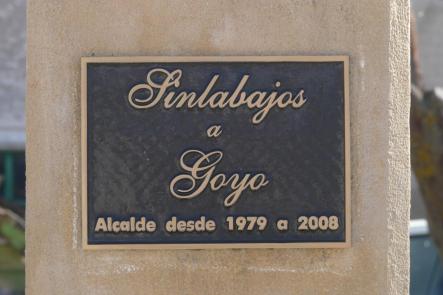 Sinlabajos
a
Goyo
Alcalde desde 1979 a 2008